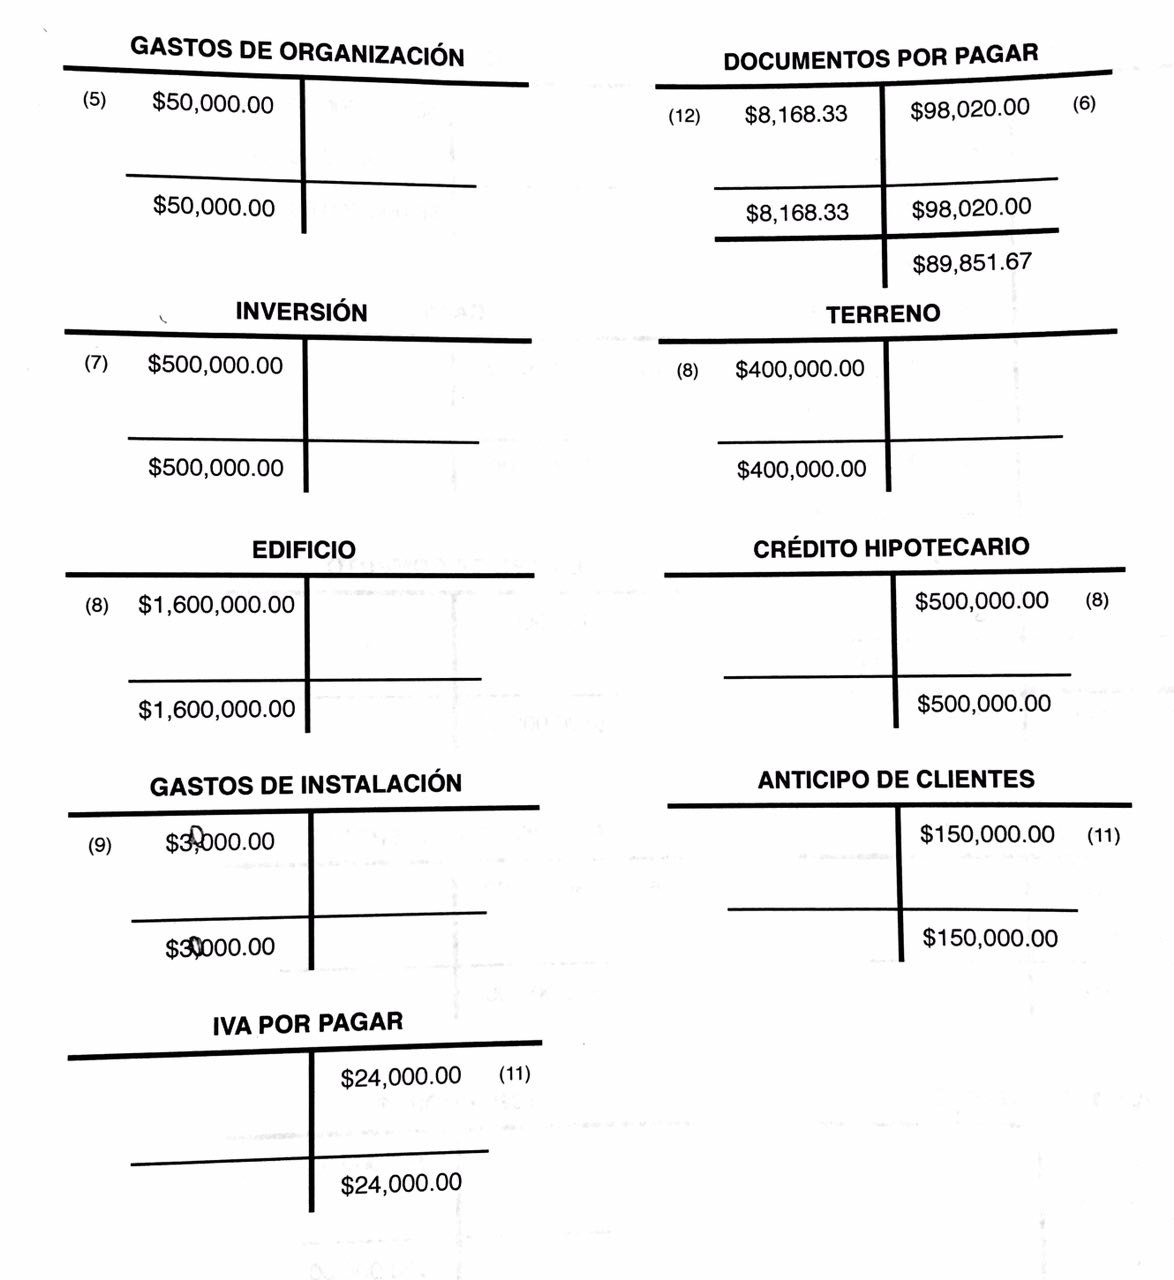 GASTOS DE ORGANIZACIÓN
(5) $50,000.00
$50,000.00
DOCUMENTOS POR PAGAR
(12) $8,168.33 $98,020.00 (6)
$8,168.33 $98,020.00
$89,851.67
INVERSIÓN
(7) $500,000.00
$500,000.00
TERRENO
(8) $400,000.00
$400,000.00
EDIFICIO
(8) $1,600,000.00
$1,600,000.00
CRÉDITO HIPOTECARIO
$500,000.00 (8)
$500,000.00
GASTOS DE INSTALACIÓN
(9) $30,000.00
$30,000.00
ANTICIPO DE CLIENTES
$150,000.00 (11)
$150,000.00
IVA POR PAGAR
$24,000.00 (11)
$24,000.00